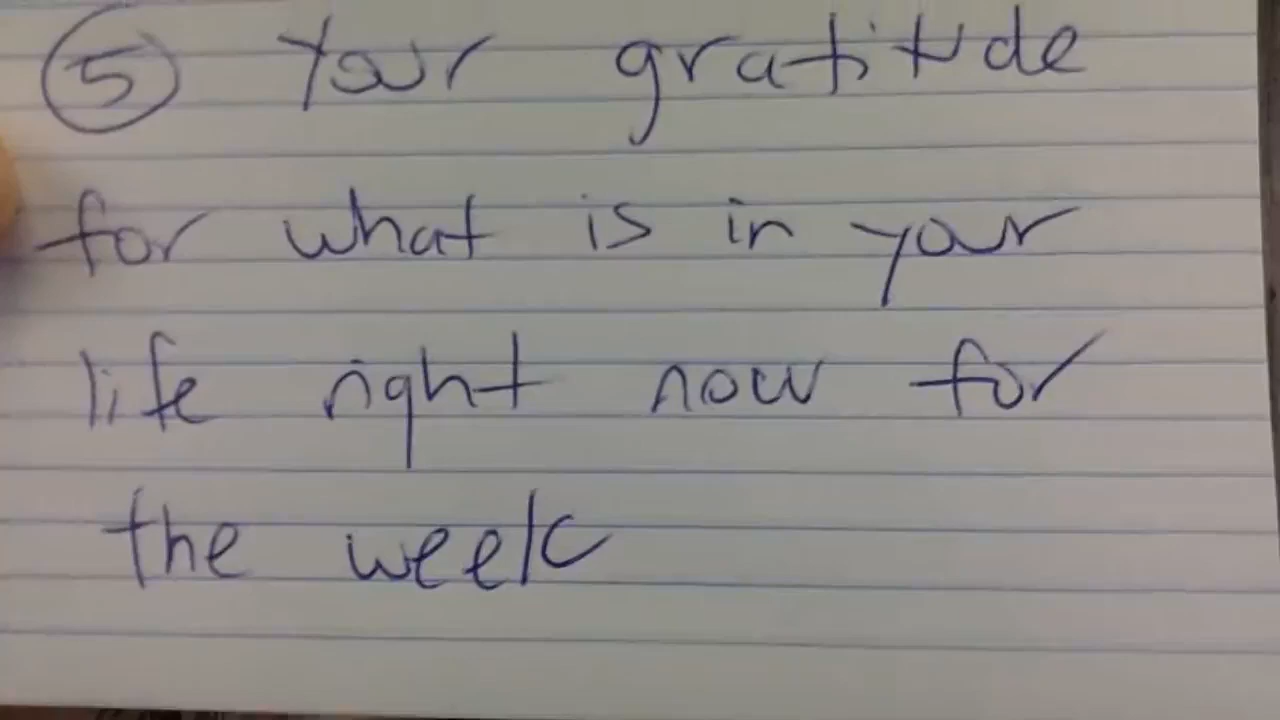 5 Your gratitude
for what is in your
life right now for
the week